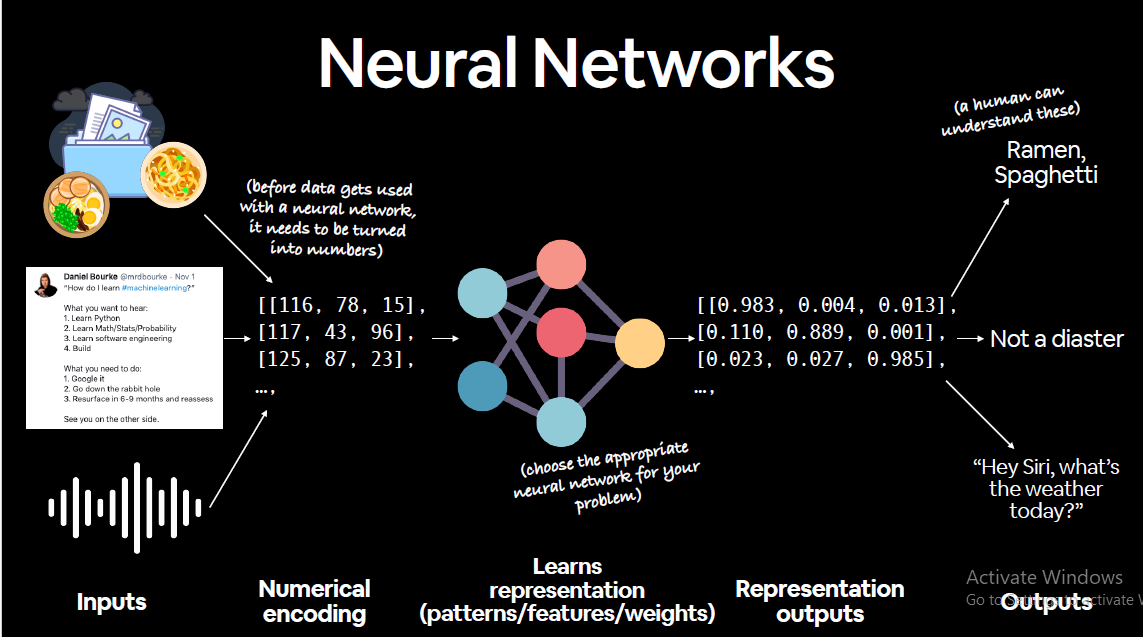 Neural Networks
(a human can
understand these)
Ramen,
Spaghetti
(before data gets used
with a neural network,
it needs to be turned
into numbers)
Daniel Bourke @mrdbourke · Nov 1
"How do I learn #machinelearning?"
What you want to hear:
1. Learn Python
2. Learn Math/Stats/Probability
3. Learn software engineering
4. Build
What you need to do:
1. Google it
2. Go down the rabbit hole
3. Resurface in 6-9 months and reassess
See you on the other side.
[[116, 78, 15],
[117, 43, 96],
[125, 87, 23],
…,
[[0.983, 0.004, 0.013],
[0.110, 0.889, 0.001],
[0.023, 0.027, 0.985],
…,
Not a diaster
(choose the appropriate
neural network for your
problem)
"Hey Siri, what's
the weather
today?"
Inputs
Numerical
encoding
Learns
representation
(patterns/features/weights)
Representation
outputs
Outputs
Activate Windows
Go to activate